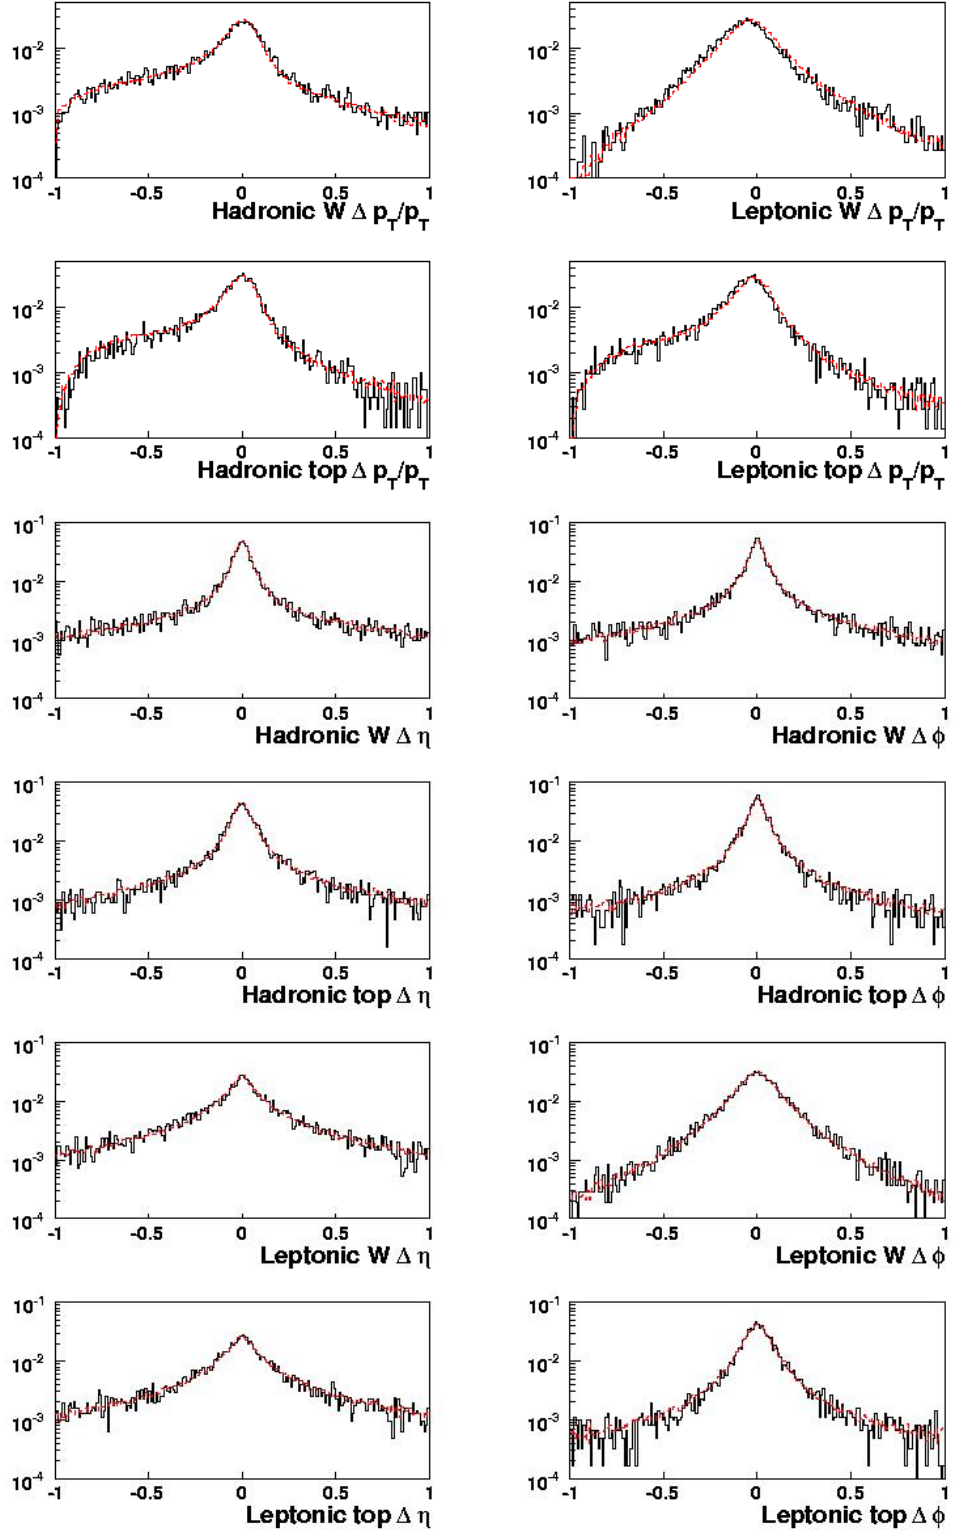 10⁻² 10⁻³ 10⁻⁴
-1 -0.5 0 0.5 1
Hadronic W Δ p_T/p_T
10⁻² 10⁻³ 10⁻⁴
-1 -0.5 0 0.5 1
Leptonic W Δ p_T/p_T
10⁻² 10⁻³ 10⁻⁴
-1 -0.5 0 0.5 1
Hadronic top Δ p_T/p_T
10⁻² 10⁻³ 10⁻⁴
-1 -0.5 0 0.5 1
Leptonic top Δ p_T/p_T
10⁻¹ 10⁻² 10⁻³ 10⁻⁴
-1 -0.5 0 0.5 1
Hadronic W Δ η
10⁻¹ 10⁻² 10⁻³ 10⁻⁴
-1 -0.5 0 0.5 1
Hadronic W Δ ϕ
10⁻¹ 10⁻² 10⁻³ 10⁻⁴
-1 -0.5 0 0.5 1
Hadronic top Δ η
10⁻¹ 10⁻² 10⁻³ 10⁻⁴
-1 -0.5 0 0.5 1
Hadronic top Δ ϕ
10⁻¹ 10⁻² 10⁻³ 10⁻⁴
-1 -0.5 0 0.5 1
Leptonic W Δ η
10⁻¹ 10⁻² 10⁻³ 10⁻⁴
-1 -0.5 0 0.5 1
Leptonic W Δ ϕ
10⁻¹ 10⁻² 10⁻³ 10⁻⁴
-1 -0.5 0 0.5 1
Leptonic top Δ η
10⁻¹ 10⁻² 10⁻³ 10⁻⁴
-1 -0.5 0 0.5 1
Leptonic top Δ ϕ